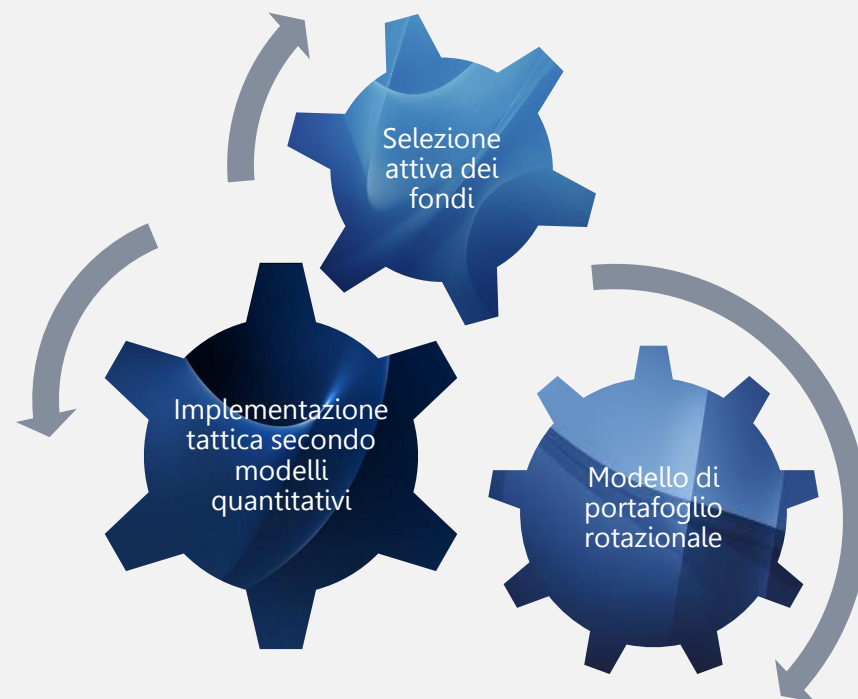 Selezione
attiva dei
fondi
Implementazione
tattica secondo
modelli
quantitativi
Modello di
portafoglio
rotazionale